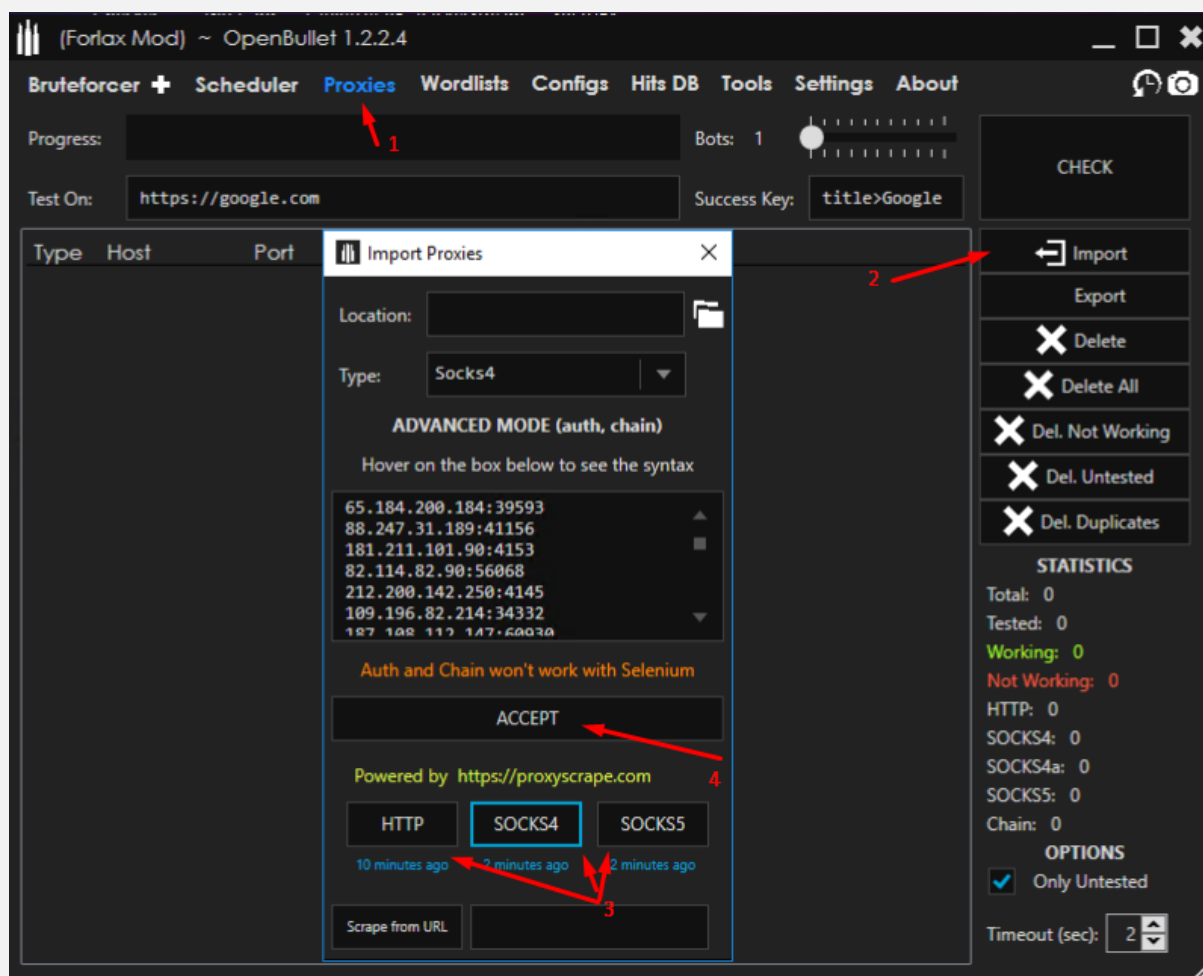 (Forlax Mod) ~ OpenBullet 1.2.2.4
Bruteforcer Scheduler Proxies Wordlists Configs Hits DB Tools Settings About
1
Progress:
Bots: 1
CHECK
Test On: https://google.com
Success Key: title>Google
Type Host Port
Import Proxies
Location:
Type: Socks4
ADVANCED MODE (auth, chain)
Hover on the box below to see the syntax
65.184.200.184:39593
88.247.31.189:41156
181.211.101.90:4153
82.114.82.90:56068
212.200.142.250:4145
109.196.82.214:34332
187.108.112.147:60930
Auth and Chain won't work with Selenium
ACCEPT
4
Powered by https://proxyscrape.com
HTTP SOCKS4 SOCKS5
10 minutes ago 2 minutes ago 2 minutes ago
3
Scrape from URL
2
Import
Export
Delete
Delete All
Del. Not Working
Del. Untested
Del. Duplicates
STATISTICS
Total: 0
Tested: 0
Working: 0
Not Working: 0
HTTP: 0
SOCKS4: 0
SOCKS4a: 0
SOCKS5: 0
Chain: 0
OPTIONS
Only Untested
Timeout (sec): 2